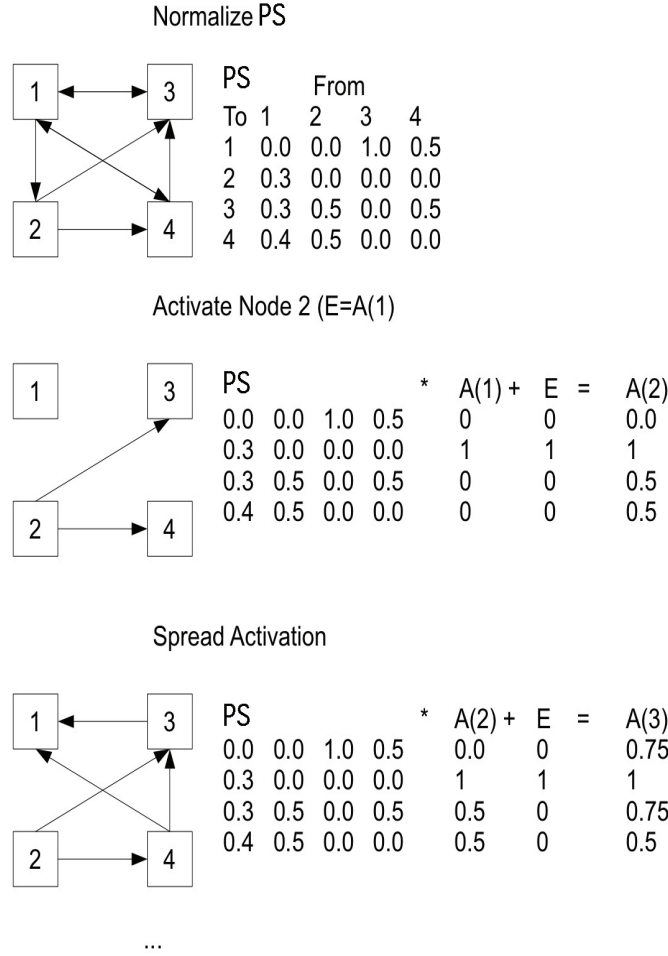 Normalize PS
1 3
2 4
PS From
To 1 2 3 4
1 0.0 0.0 1.0 0.5
2 0.3 0.0 0.0 0.0
3 0.3 0.5 0.0 0.5
4 0.4 0.5 0.0 0.0
Activate Node 2 (E=A(1)
1 3
2 4
PS * A(1) + E = A(2)
0.0 0.0 1.0 0.5 0 0 0.0
0.3 0.0 0.0 0.0 1 1 1
0.3 0.5 0.0 0.5 0 0 0.5
0.4 0.5 0.0 0.0 0 0 0.5
Spread Activation
1 3
2 4
PS * A(2) + E = A(3)
0.0 0.0 1.0 0.5 0.0 0 0.75
0.3 0.0 0.0 0.0 1 1 1
0.3 0.5 0.0 0.5 0.5 0 0.75
0.4 0.5 0.0 0.0 0.5 0 0.5
...